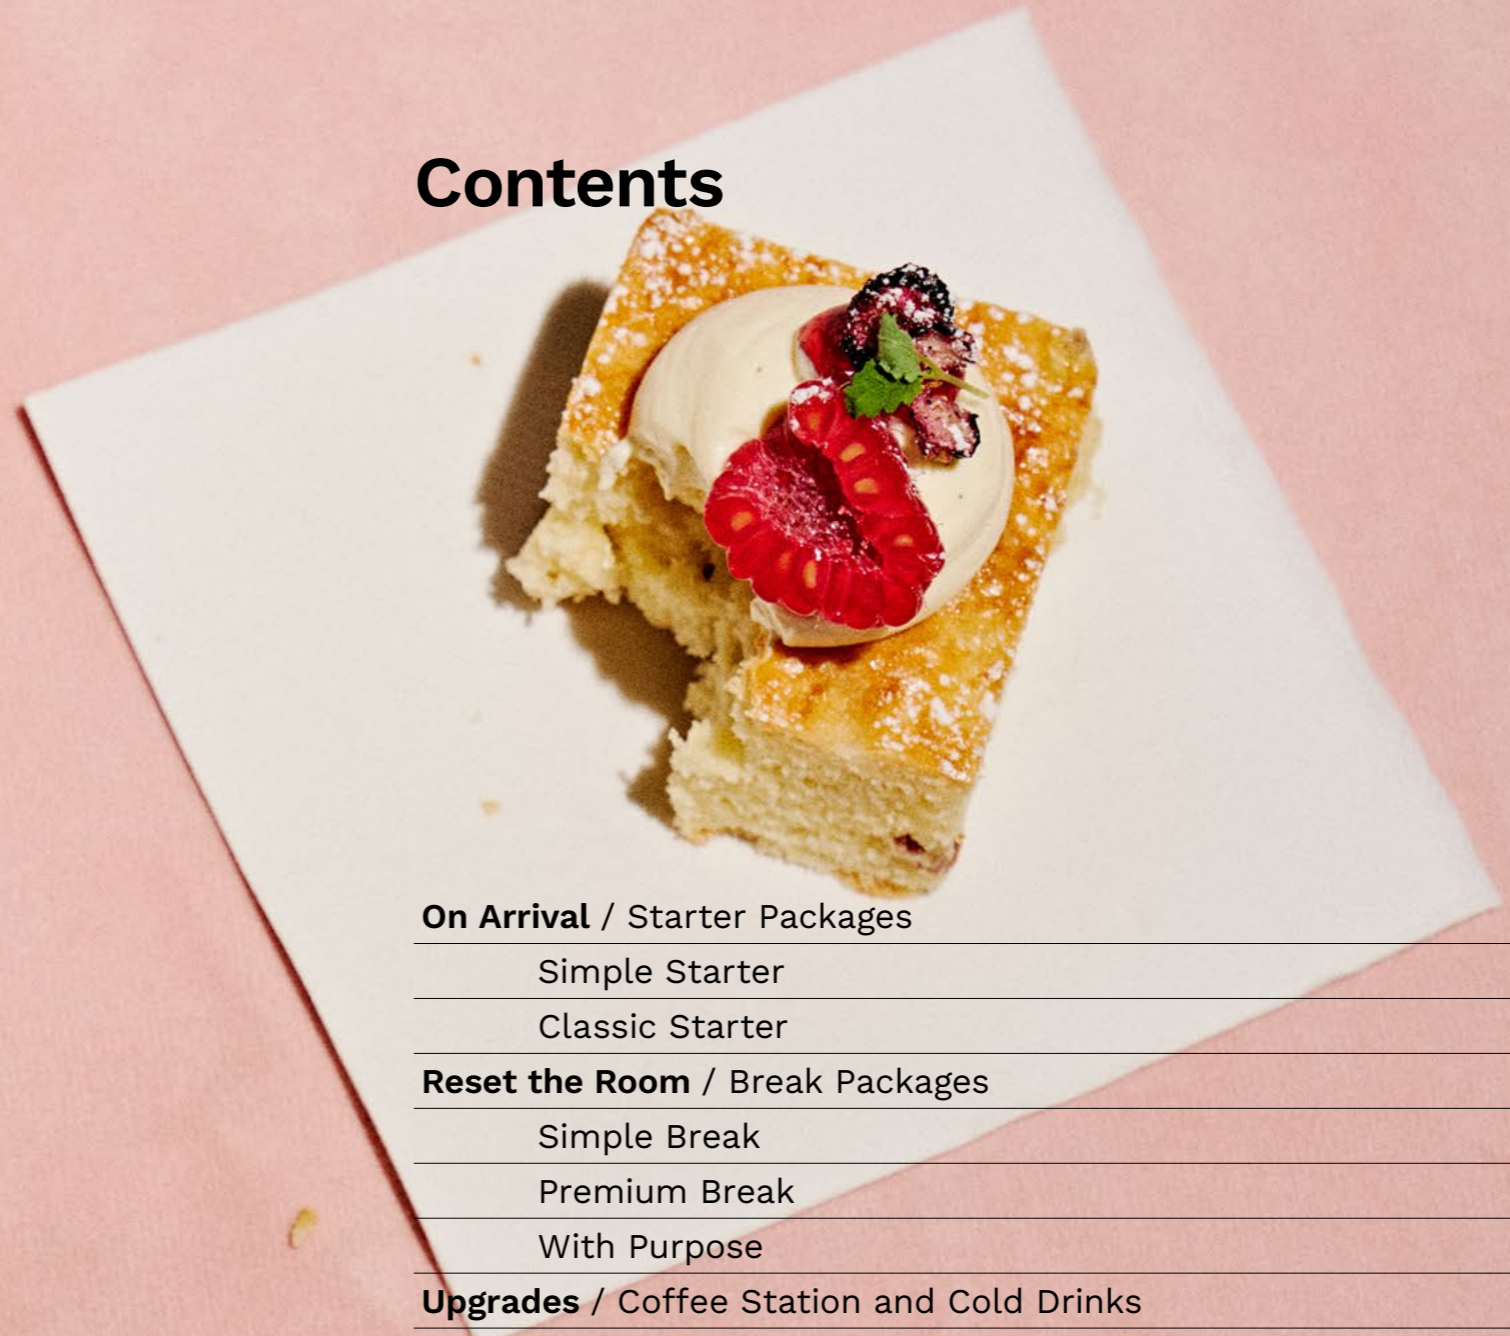 Contents
On Arrival / Starter Packages
Simple Starter
Classic Starter
Reset the Room / Break Packages
Simple Break
Premium Break
With Purpose
Upgrades / Coffee Station and Cold Drinks